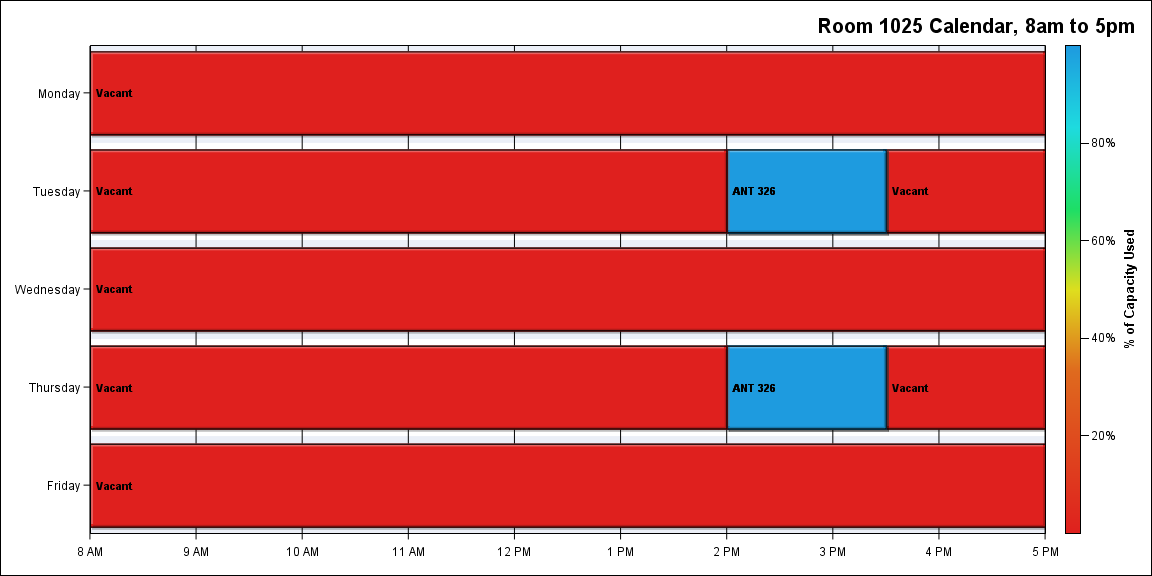 Room 1025 Calendar, 8am to 5pm
Monday
Vacant
Tuesday
Vacant
ANT 326
Vacant
Wednesday
Vacant
Thursday
Vacant
ANT 326
Vacant
Friday
Vacant
8 AM
9 AM
10 AM
11 AM
12 PM
1 PM
2 PM
3 PM
4 PM
5 PM
80%
60%
40%
20%
% of Capacity Used